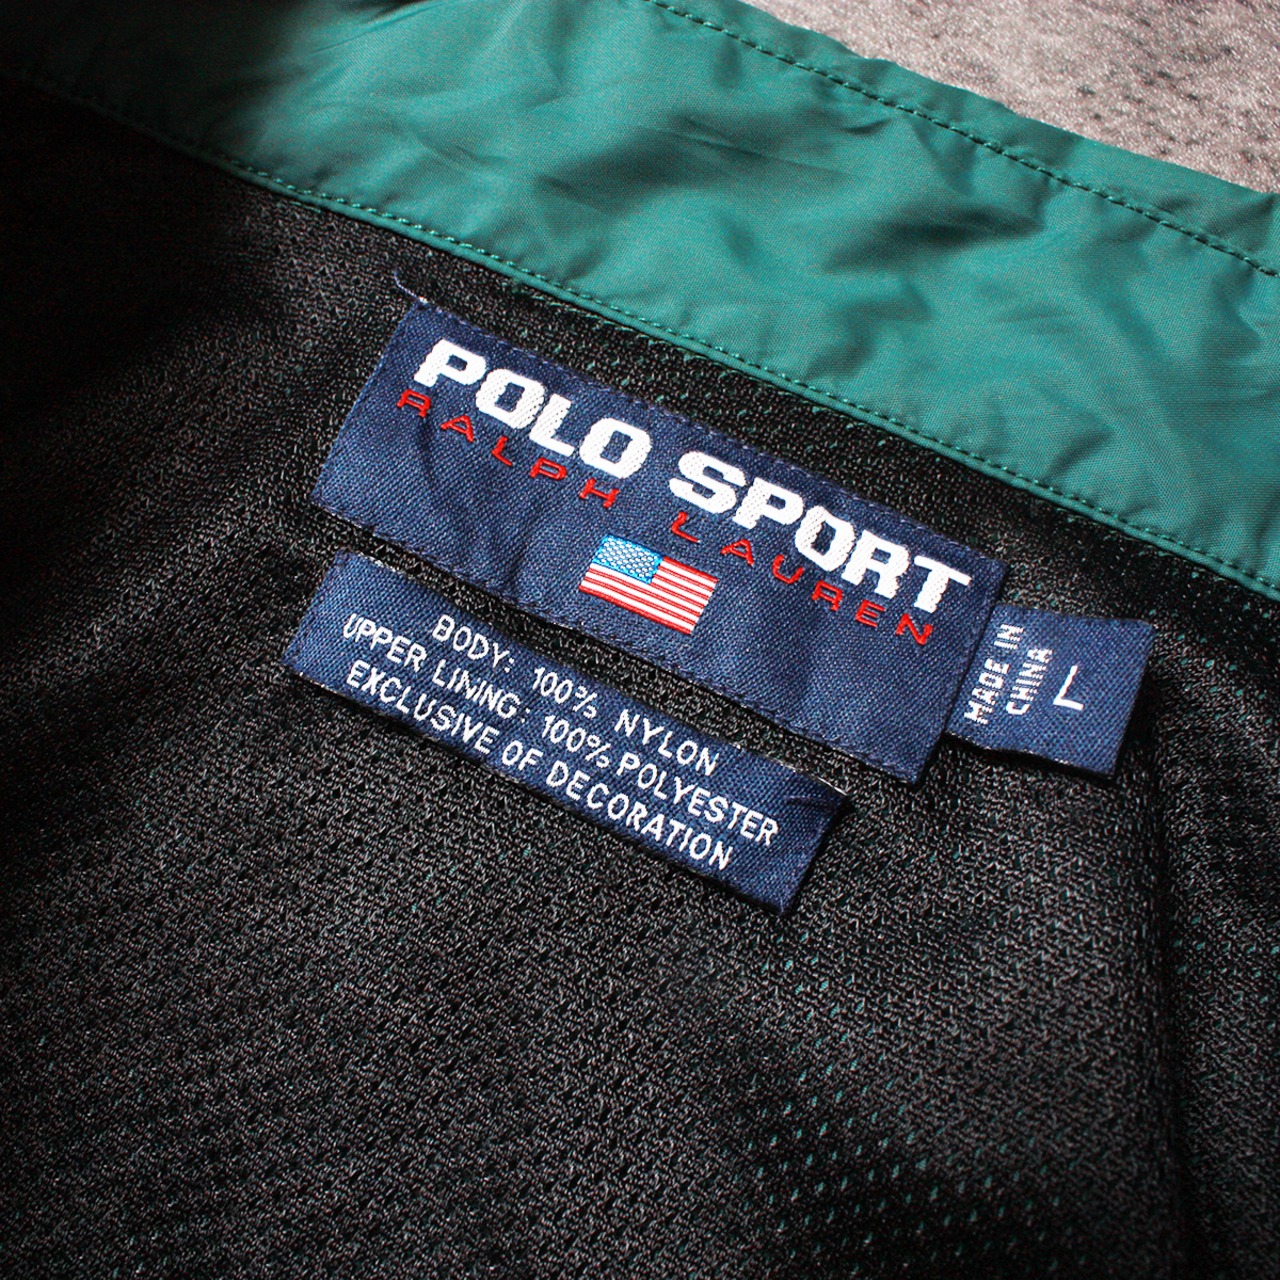 POLO SPORT
RALPH LAUREN
MADE IN
CHINA
L
BODY: 100% NYLON
UPPER LINING: 100% POLYESTER
EXCLUSIVE OF DECORATION